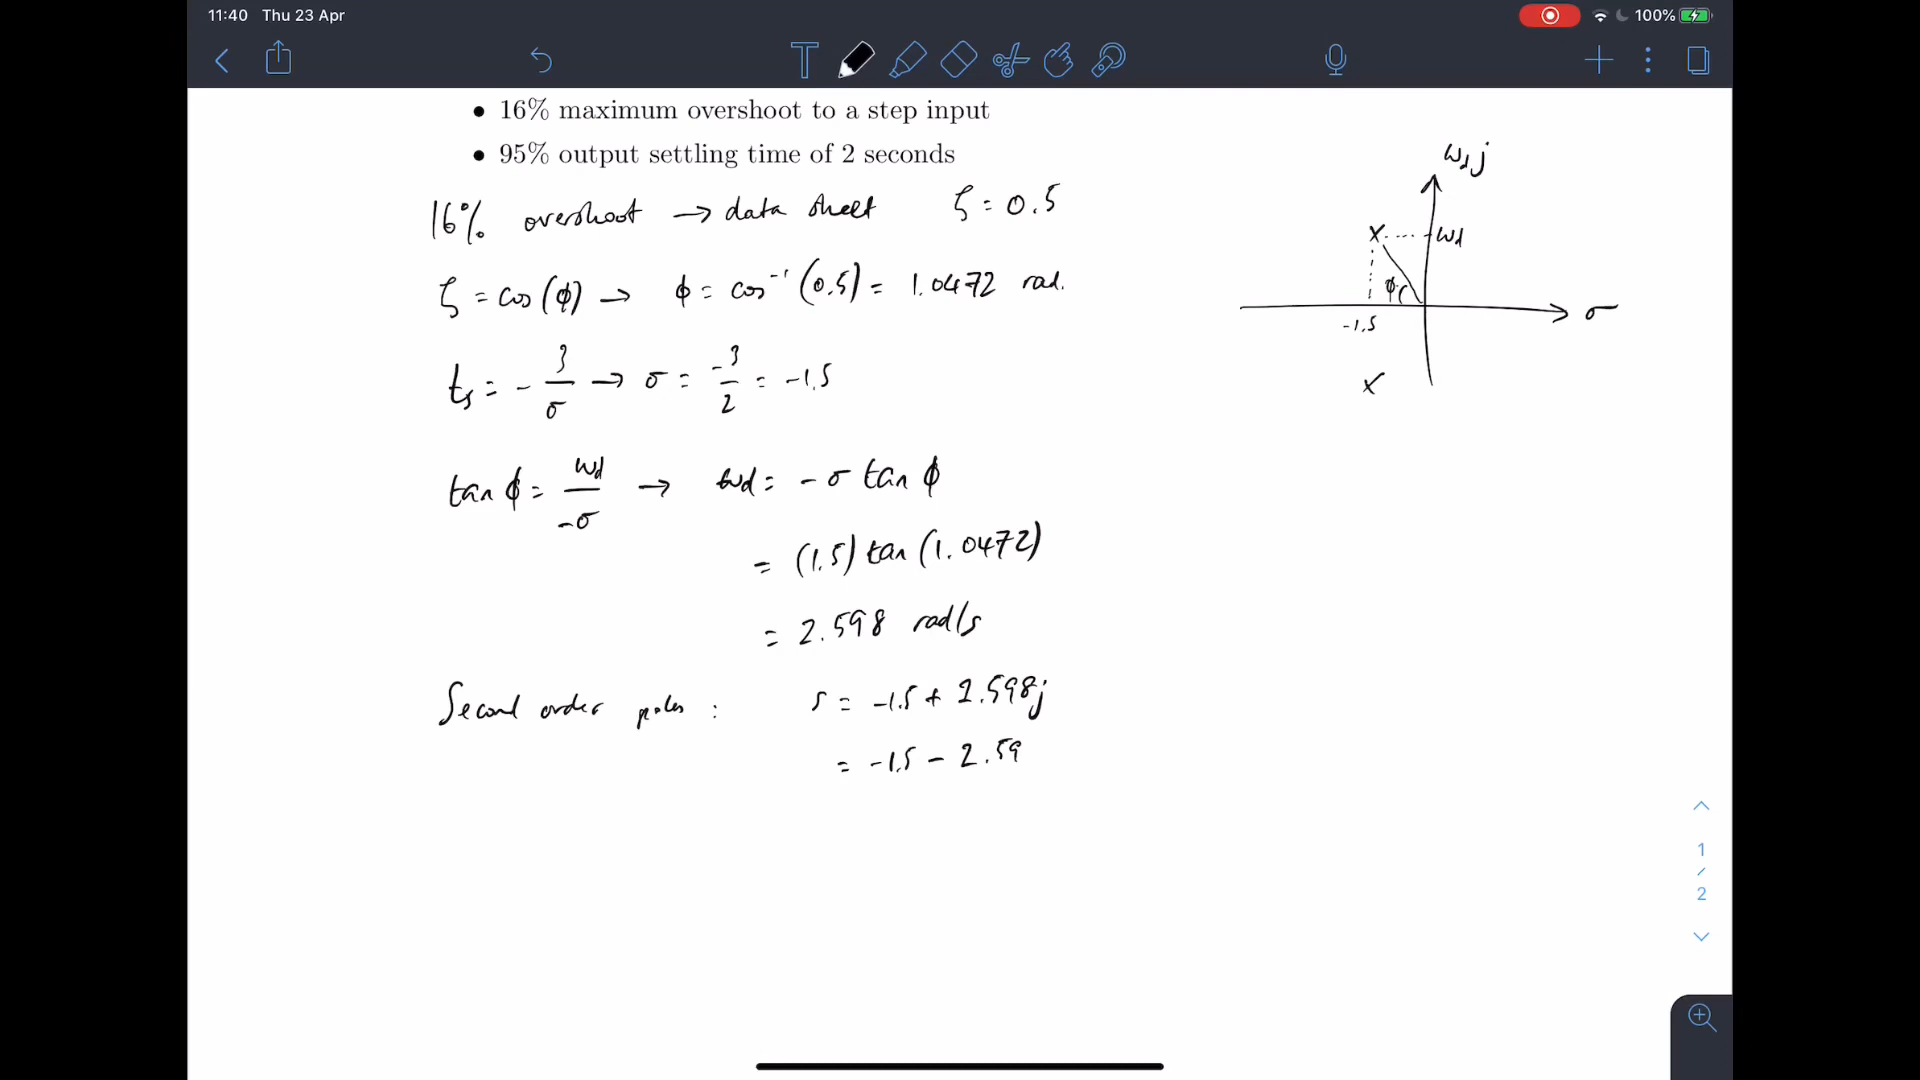 11:40 Thu 23 Apr 100%
T
• 16% maximum overshoot to a step input
• 95% output settling time of 2 seconds
16% overshoot → data sheet ζ = 0.5
ζ = cos(ϕ) → ϕ = cos⁻¹(0.5) = 1.0472 rad.
ts = - 3/σ → σ = -3/2 = -1.5
tan ϕ = ωd/-σ → ωd = -σ tan ϕ
= (1.5) tan (1.0472)
= 2.598 rad/s
Second order poles : s = -1.5 + 2.598j
= -1.5 - 2.59
ωd j
x ωd
ϕ
σ
-1.5
x
1
/
2